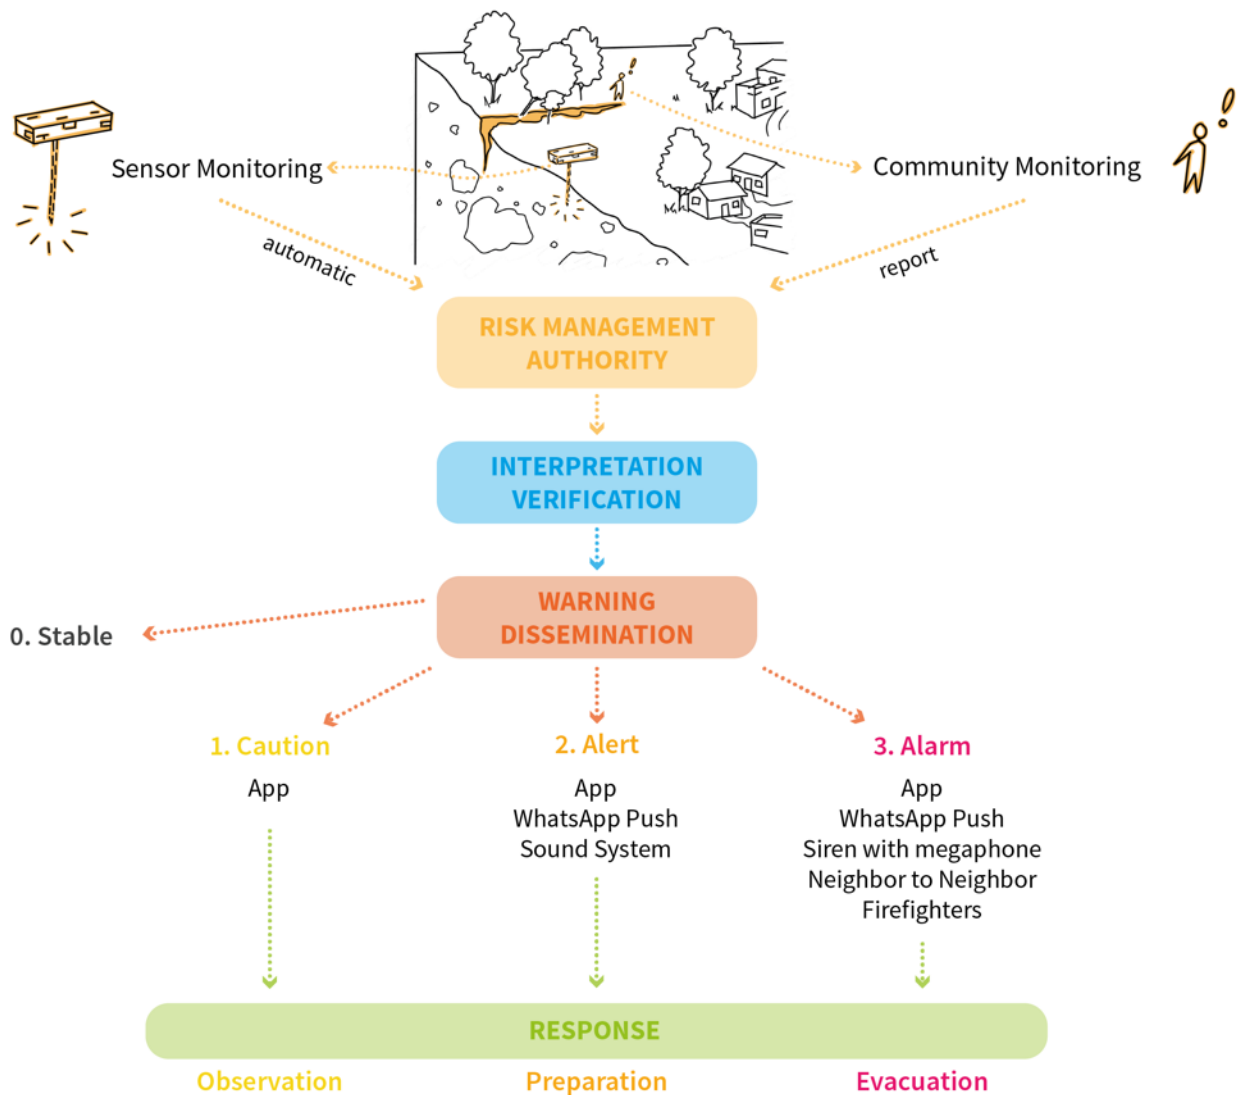 Sensor Monitoring
Community Monitoring
automatic
report
RISK MANAGEMENT
AUTHORITY
INTERPRETATION
VERIFICATION
WARNING
DISSEMINATION
0. Stable
1. Caution
App
2. Alert
App
WhatsApp Push
Sound System
3. Alarm
App
WhatsApp Push
Siren with megaphone
Neighbor to Neighbor
Firefighters
RESPONSE
Observation
Preparation
Evacuation